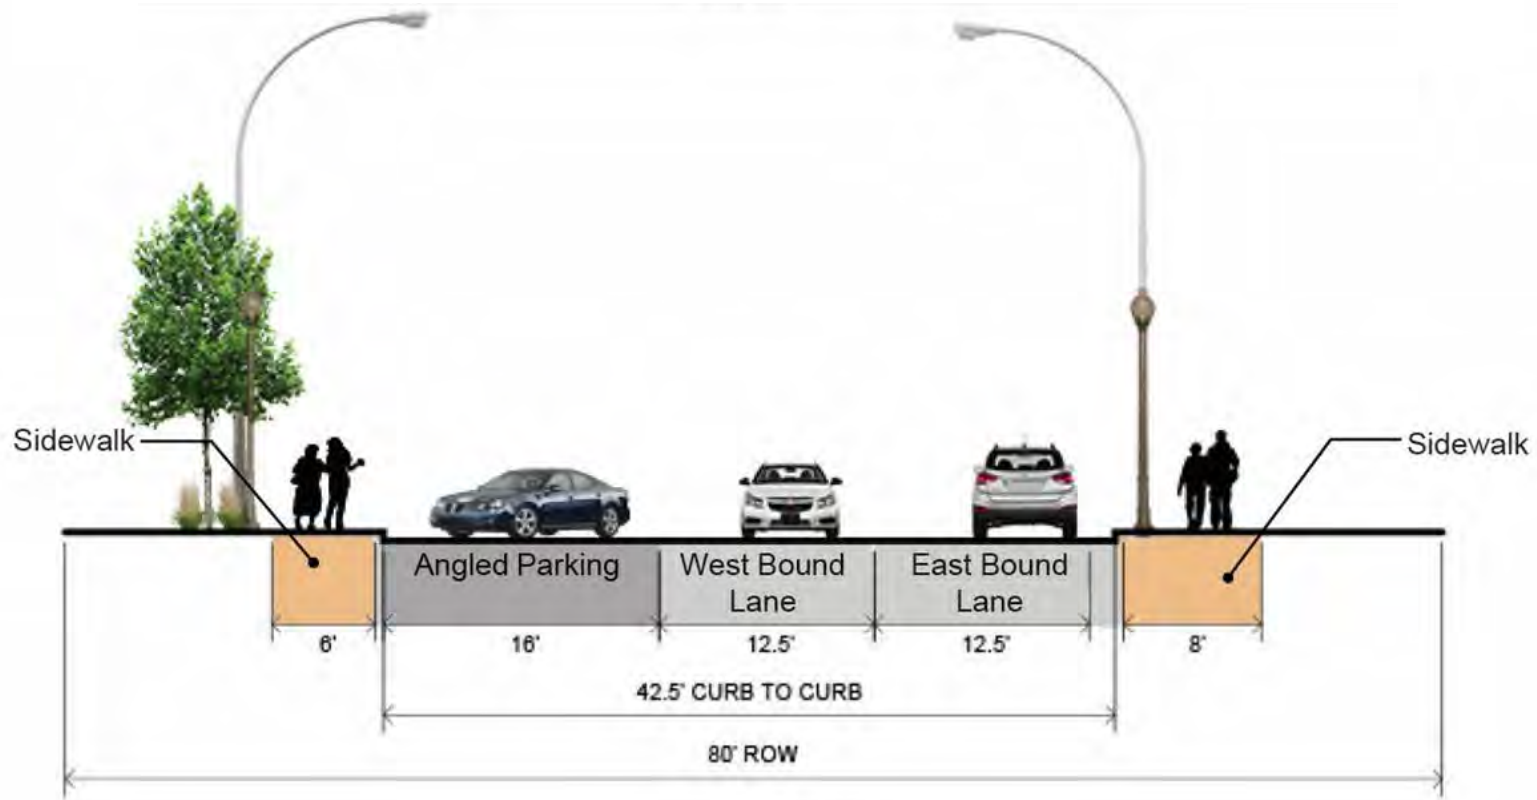 Sidewalk
Sidewalk
Angled Parking
West Bound
Lane
East Bound
Lane
6'
16'
12.5'
12.5'
8'
42.5' CURB TO CURB
80' ROW